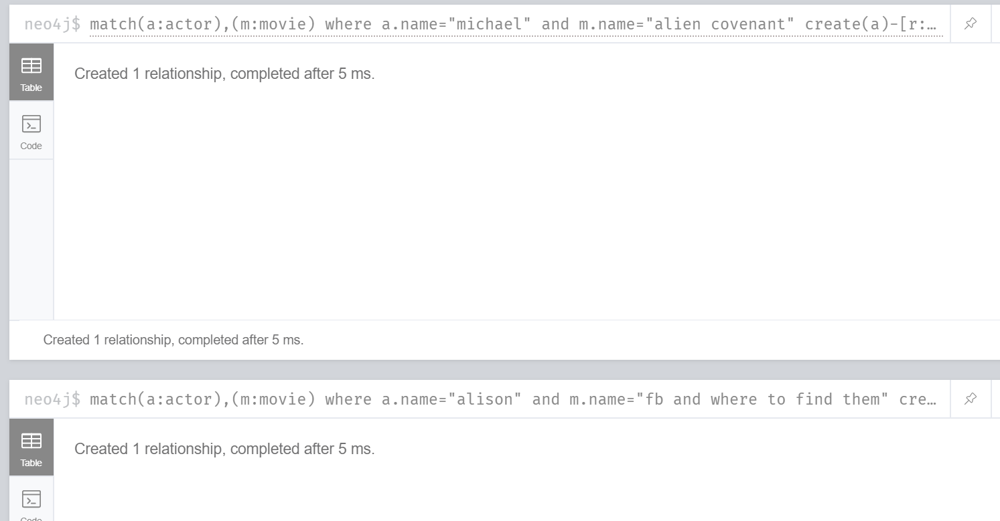 neo4j$ match(a:actor),(m:movie) where a.name="michael" and m.name="alien covenant" create(a)-[r:…
Table
Created 1 relationship, completed after 5 ms.
Code
Created 1 relationship, completed after 5 ms.
neo4j$ match(a:actor),(m:movie) where a.name="alison" and m.name="fb and where to find them" cre…
Table
Created 1 relationship, completed after 5 ms.
Code